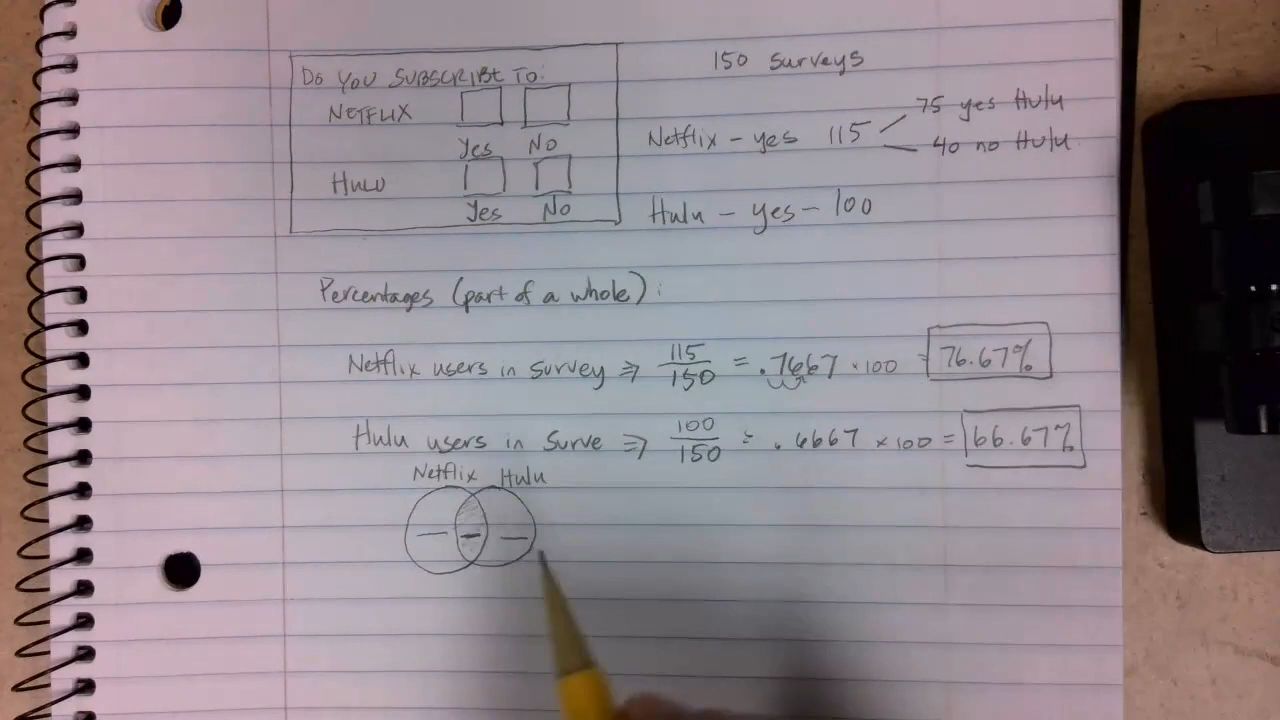 DO YOU SUBSCRIBE TO:
NETFLIX
Yes No
HULU
Yes No
150 surveys
Netflix - yes 115
75 yes Hulu
40 no Hulu
Hulu - yes - 100
Percentages (part of a whole):
Netflix users in survey ⇒ 115/150 = .7667 · 100 = 76.67%
Hulu users in Surve ⇒ 100/150 = .6667 × 100 = 66.67%
Netflix Hulu